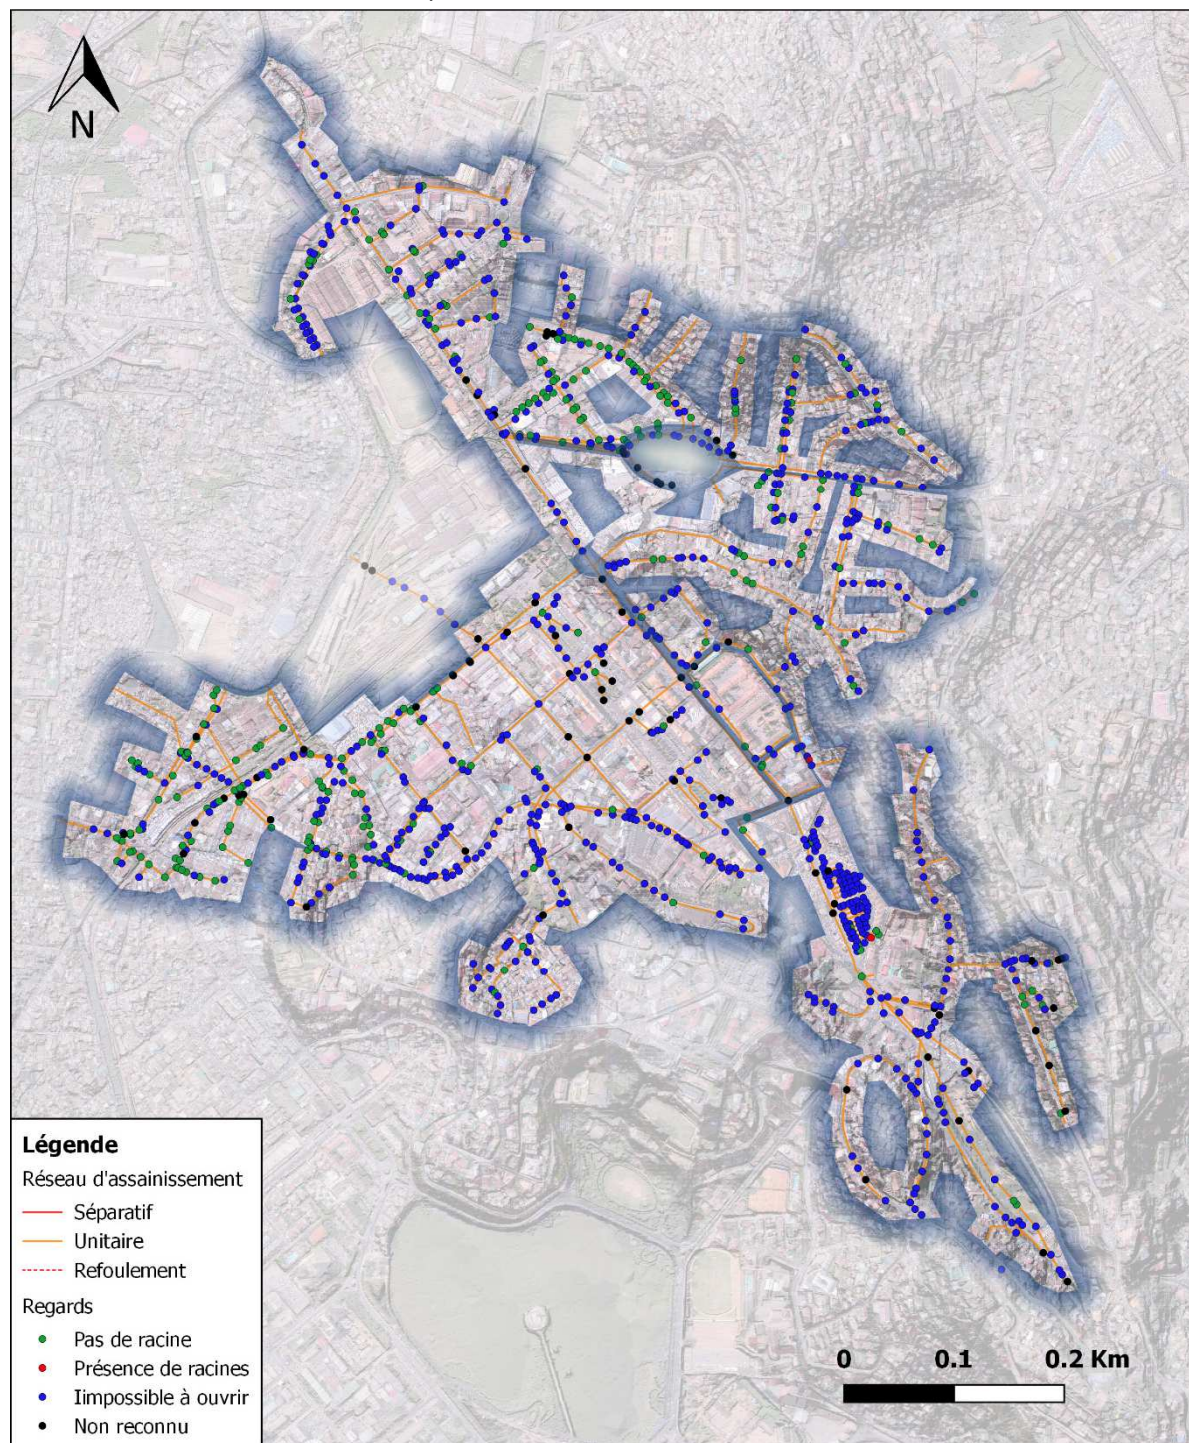 N
Légende
Réseau d'assainissement
Séparatif
Unitaire
Refoulement
Regards
Pas de racine
Présence de racines
Iimpossible à ouvrir
Non reconnu
0 0.1 0.2 Km